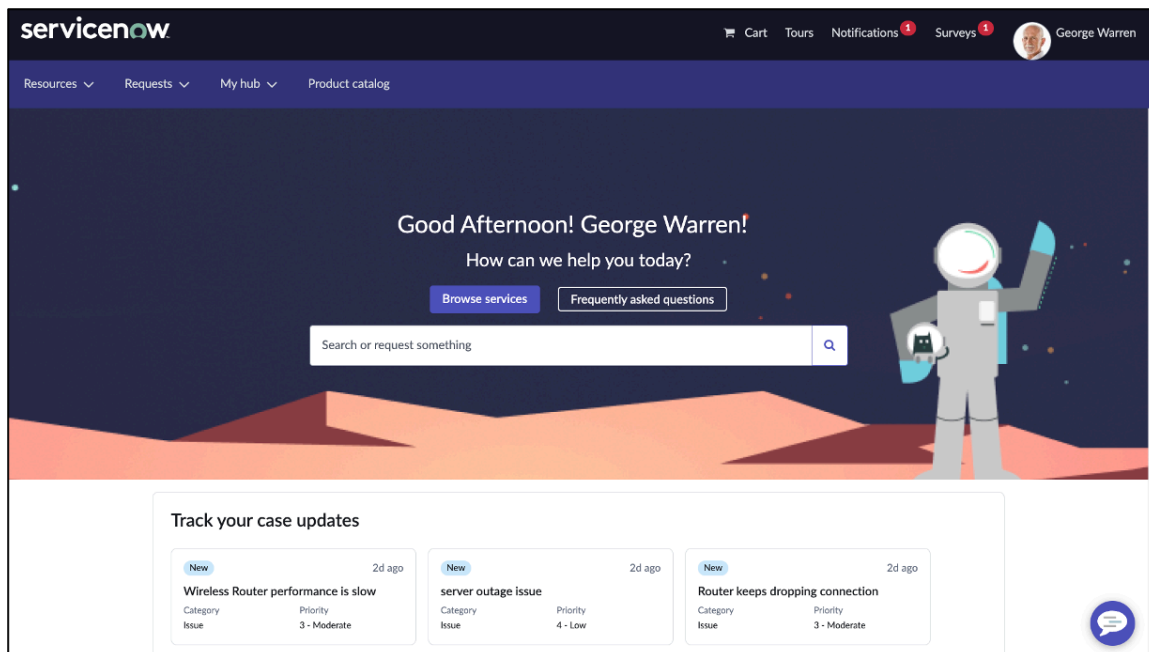 servicenow
Cart Tours Notifications 1 Surveys 1 George Warren
Resources Requests My hub Product catalog
Good Afternoon! George Warren!
How can we help you today?
Browse services Frequently asked questions
Search or request something
Track your case updates
New 2d ago
Wireless Router performance is slow
Category Priority
Issue 3 - Moderate
New 2d ago
server outage issue
Category Priority
Issue 4 - Low
New 2d ago
Router keeps dropping connection
Category Priority
Issue 3 - Moderate